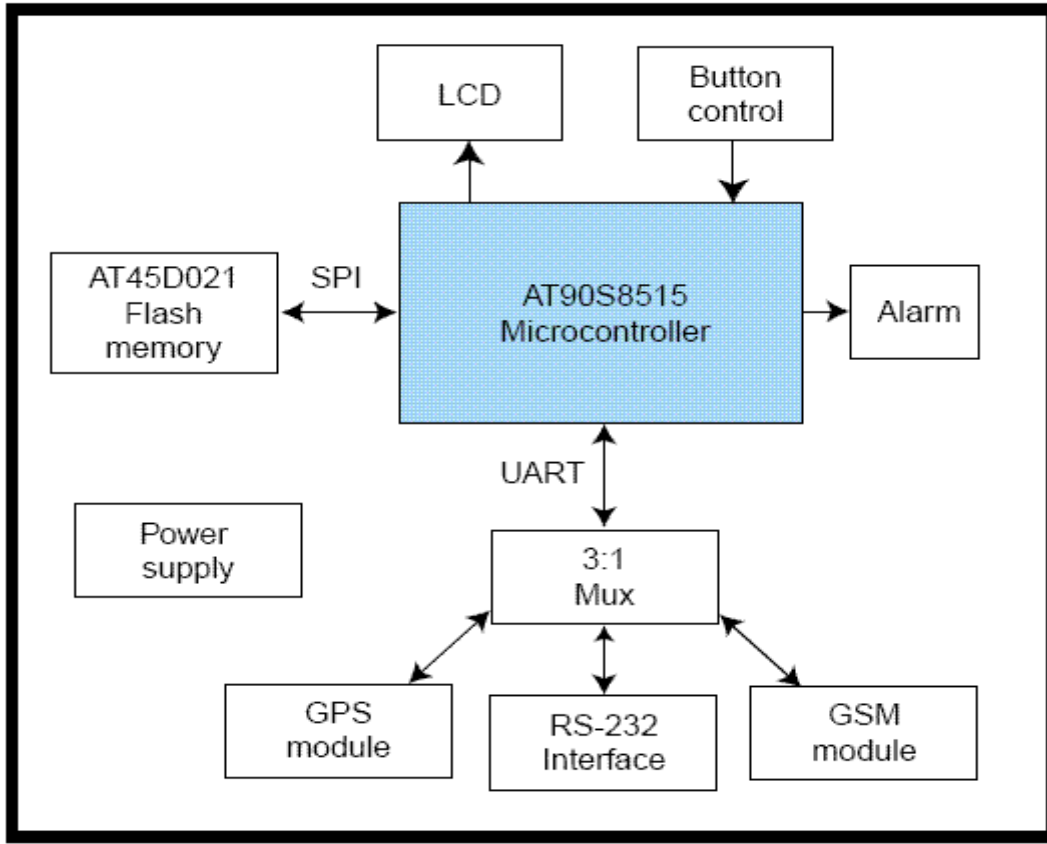 LCD
Button
control
AT45D021
Flash
memory
SPI
AT90S8515
Microcontroller
Alarm
UART
Power
supply
3:1
Mux
GPS
module
RS-232
Interface
GSM
module